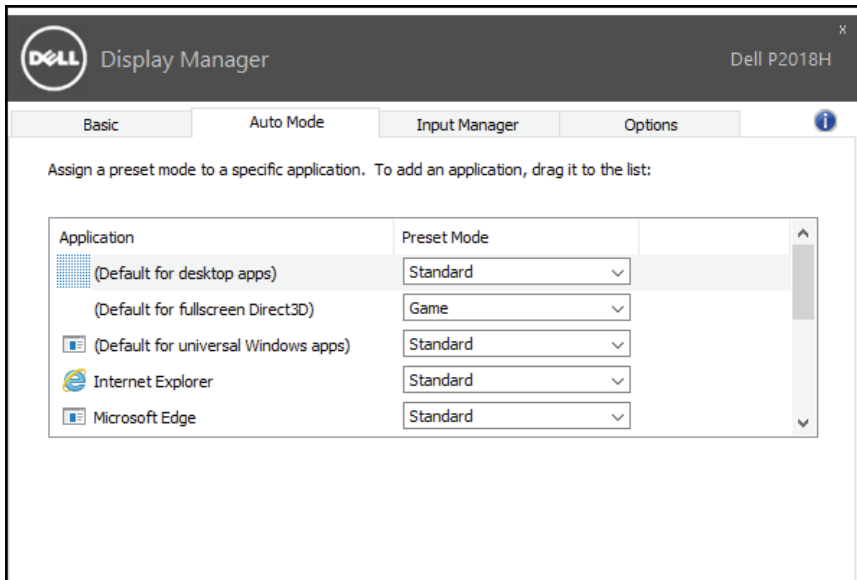 DELL
Display Manager
x
Dell P2018H
Basic
Auto Mode
Input Manager
Options
i
Assign a preset mode to a specific application. To add an application, drag it to the list:
Application
Preset Mode
(Default for desktop apps)
Standard
(Default for fullscreen Direct3D)
Game
(Default for universal Windows apps)
Standard
Internet Explorer
Standard
Microsoft Edge
Standard